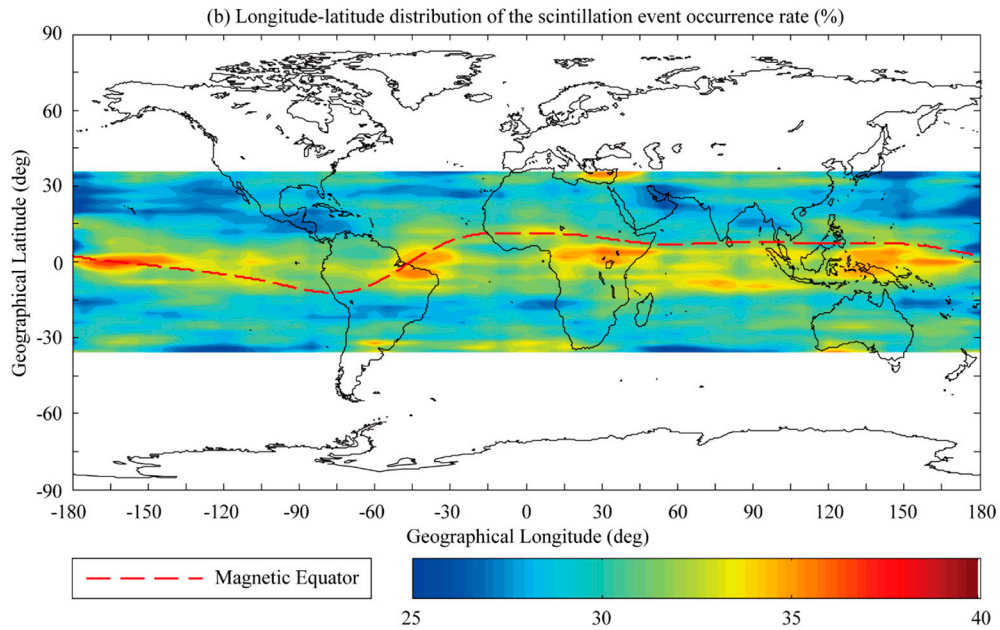 (b) Longitude-latitude distribution of the scintillation event occurrence rate (%)
90
60
30
0
-30
-60
-90
Geographical Latitude (deg)
-180 -150 -120 -90 -60 -30 0 30 60 90 120 150 180
Geographical Longitude (deg)
Magnetic Equator
25 30 35 40